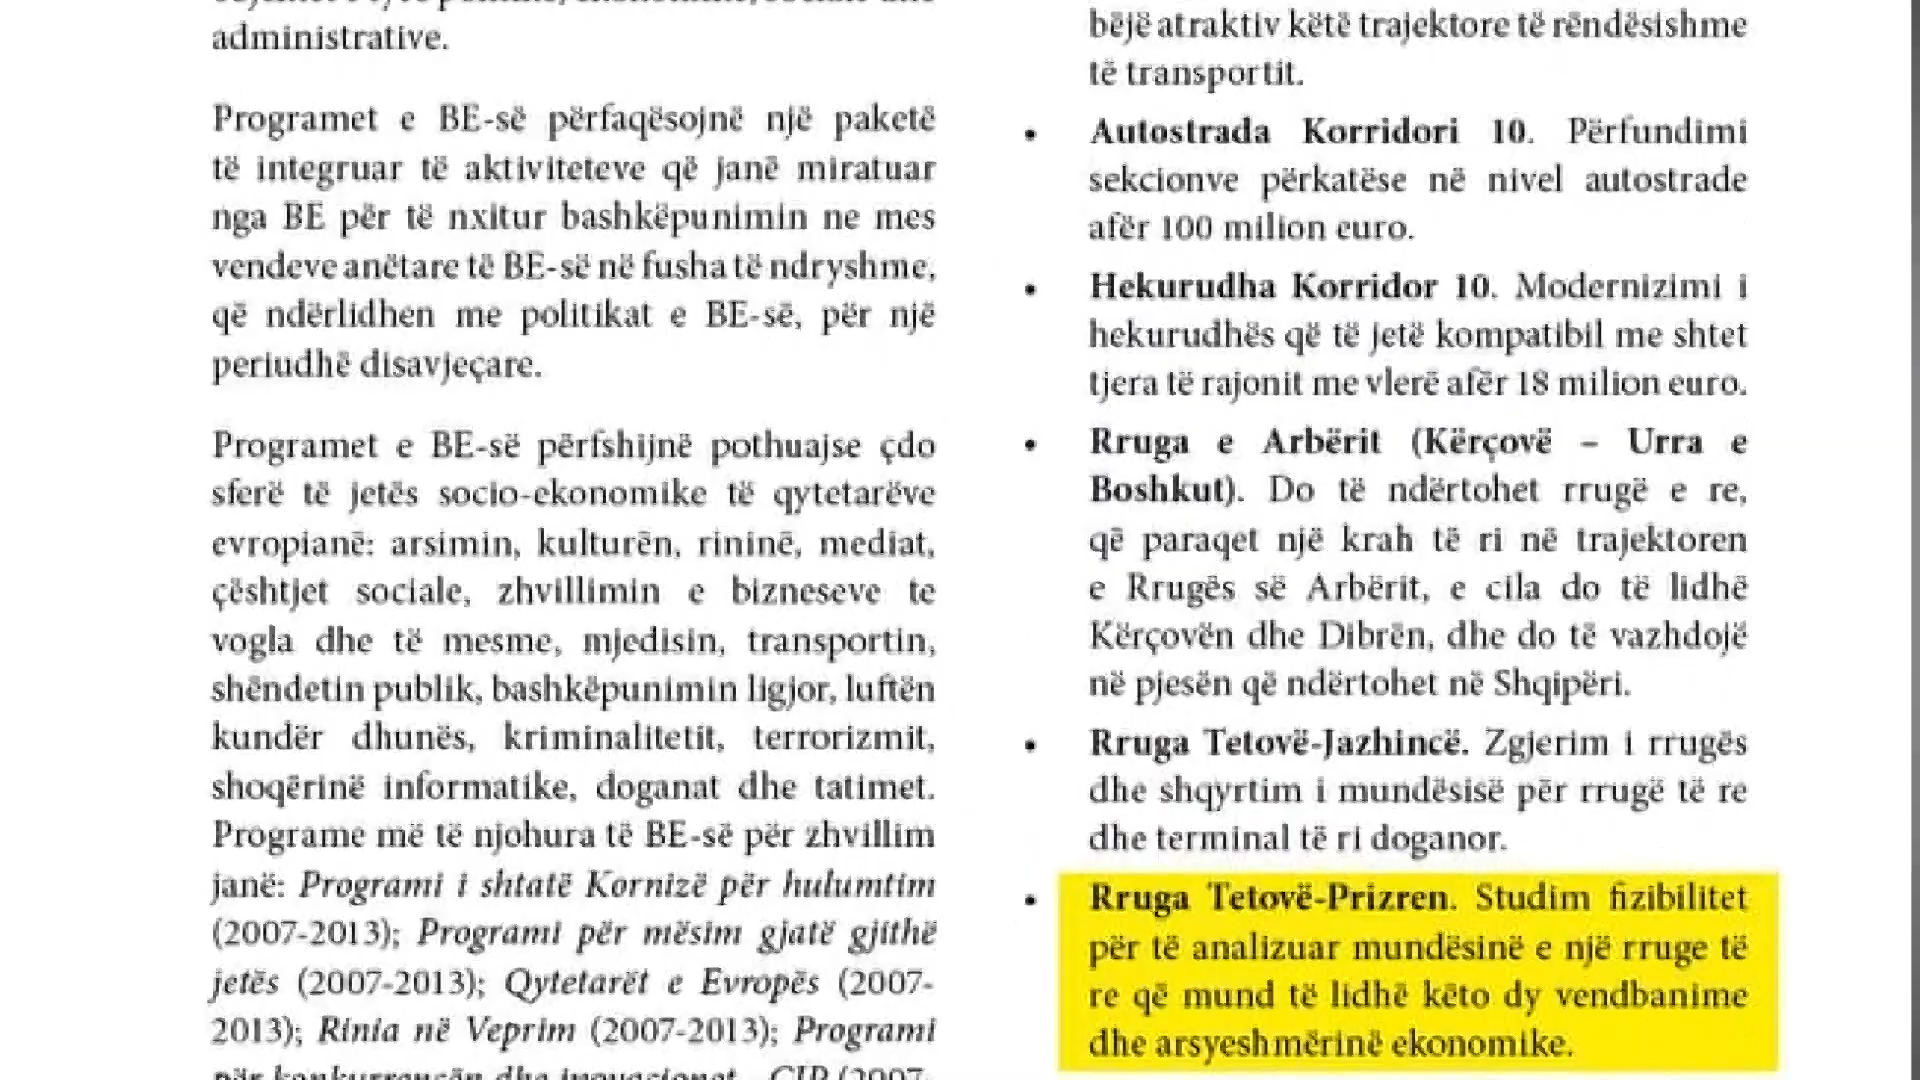 administrative.
Programet e BE-së përfaqësojnë një paketë
të integruar të aktiviteteve që janë miratuar
nga BE për të nxitur bashkëpunimin ne mes
vendeve anëtare të BE-së në fusha të ndryshme,
që ndërlidhen me politikat e BE-së, për një
periudhë disavjeçare.
Programet e BE-së përfshijnë pothuajse çdo
sferë të jetës socio-ekonomike të qytetarëve
evropianë: arsimin, kulturën, rininë, mediat,
çështjet sociale, zhvillimin e bizneseve te
vogla dhe të mesme, mjedisin, transportin,
shëndetin publik, bashkëpunimin ligjor, luftën
kundër dhunës, kriminalitetit, terrorizmit,
shoqërinë informatike, doganat dhe tatimet.
Programe më të njohura të BE-së për zhvillim
janë: Programi i shtatë Kornizë për hulumtim
(2007-2013); Programi për mësim gjatë gjithë
jetës (2007-2013); Qytetarët e Evropës (2007-
2013); Rinia në Veprim (2007-2013); Programi
bëjë atraktiv këtë trajektore të rëndësishme
të transportit.
• Autostrada Korridori 10. Përfundimi
sekcionve përkatëse në nivel autostrade
afër 100 milion euro.
• Hekurudha Korridor 10. Modernizimi i
hekurudhës që të jetë kompatibil me shtet
tjera të rajonit me vlerë afër 18 milion euro.
• Rruga e Arbërit (Kërçovë – Urra e
Boshkut). Do të ndërtohet rrugë e re,
që paraqet një krah të ri në trajektoren
e Rrugës së Arbërit, e cila do të lidhë
Kërçovën dhe Dibrën, dhe do të vazhdojë
në pjesën që ndërtohet në Shqipëri.
• Rruga Tetovë-Jazhincë. Zgjerim i rrugës
dhe shqyrtim i mundësisë për rrugë të re
dhe terminal të ri doganor.
• Rruga Tetovë-Prizren. Studim fizibilitet
për të analizuar mundësinë e një rruge të
re që mund të lidhë këto dy vendbanime
dhe arsyeshmërinë ekonomike.